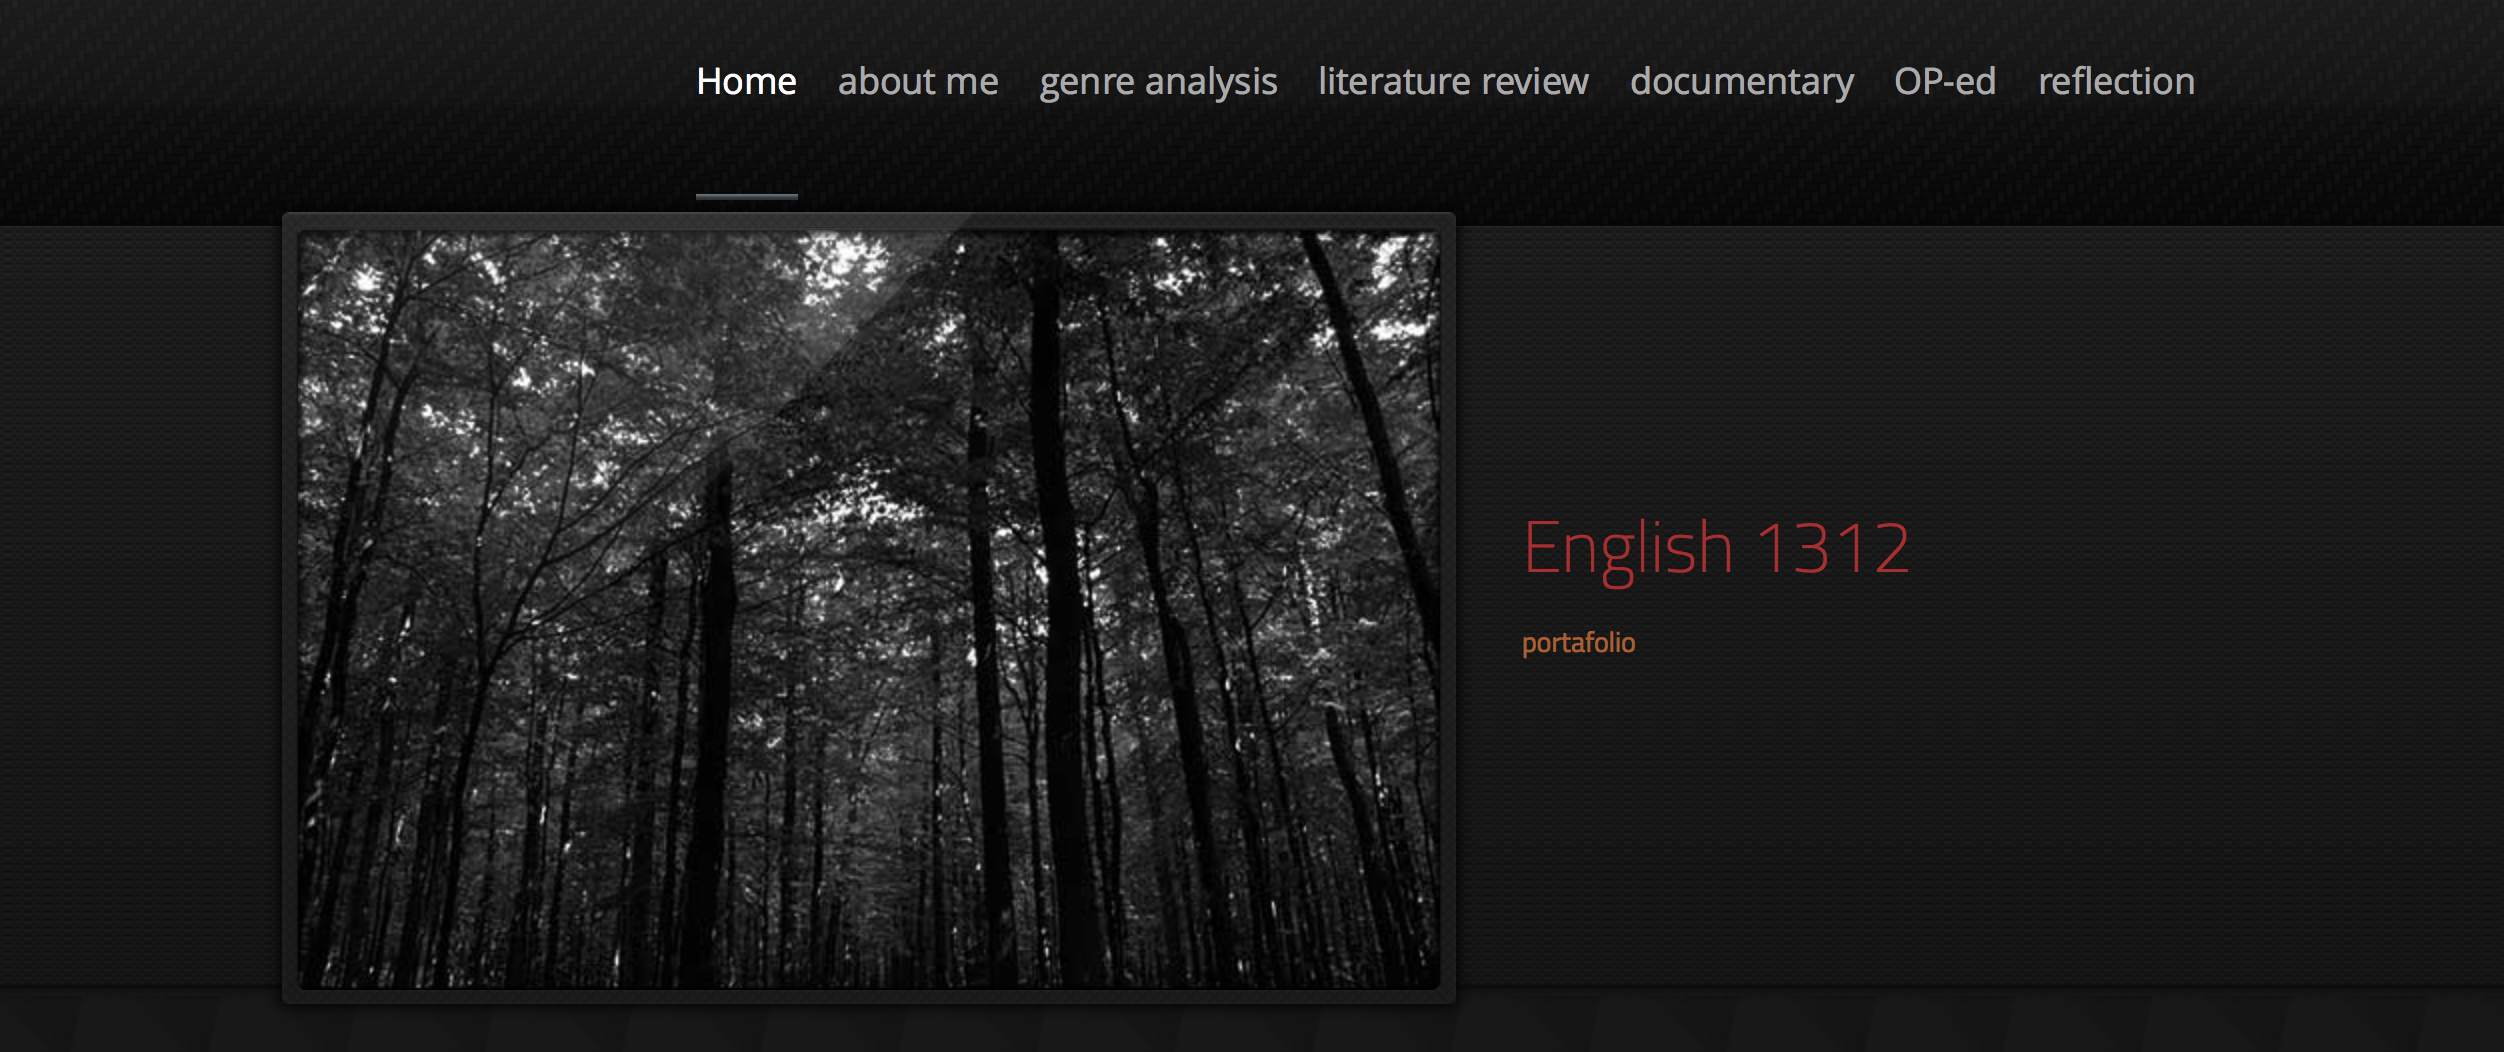 Home about me genre analysis literature review documentary OP-ed reflection
English 1312
portafolio